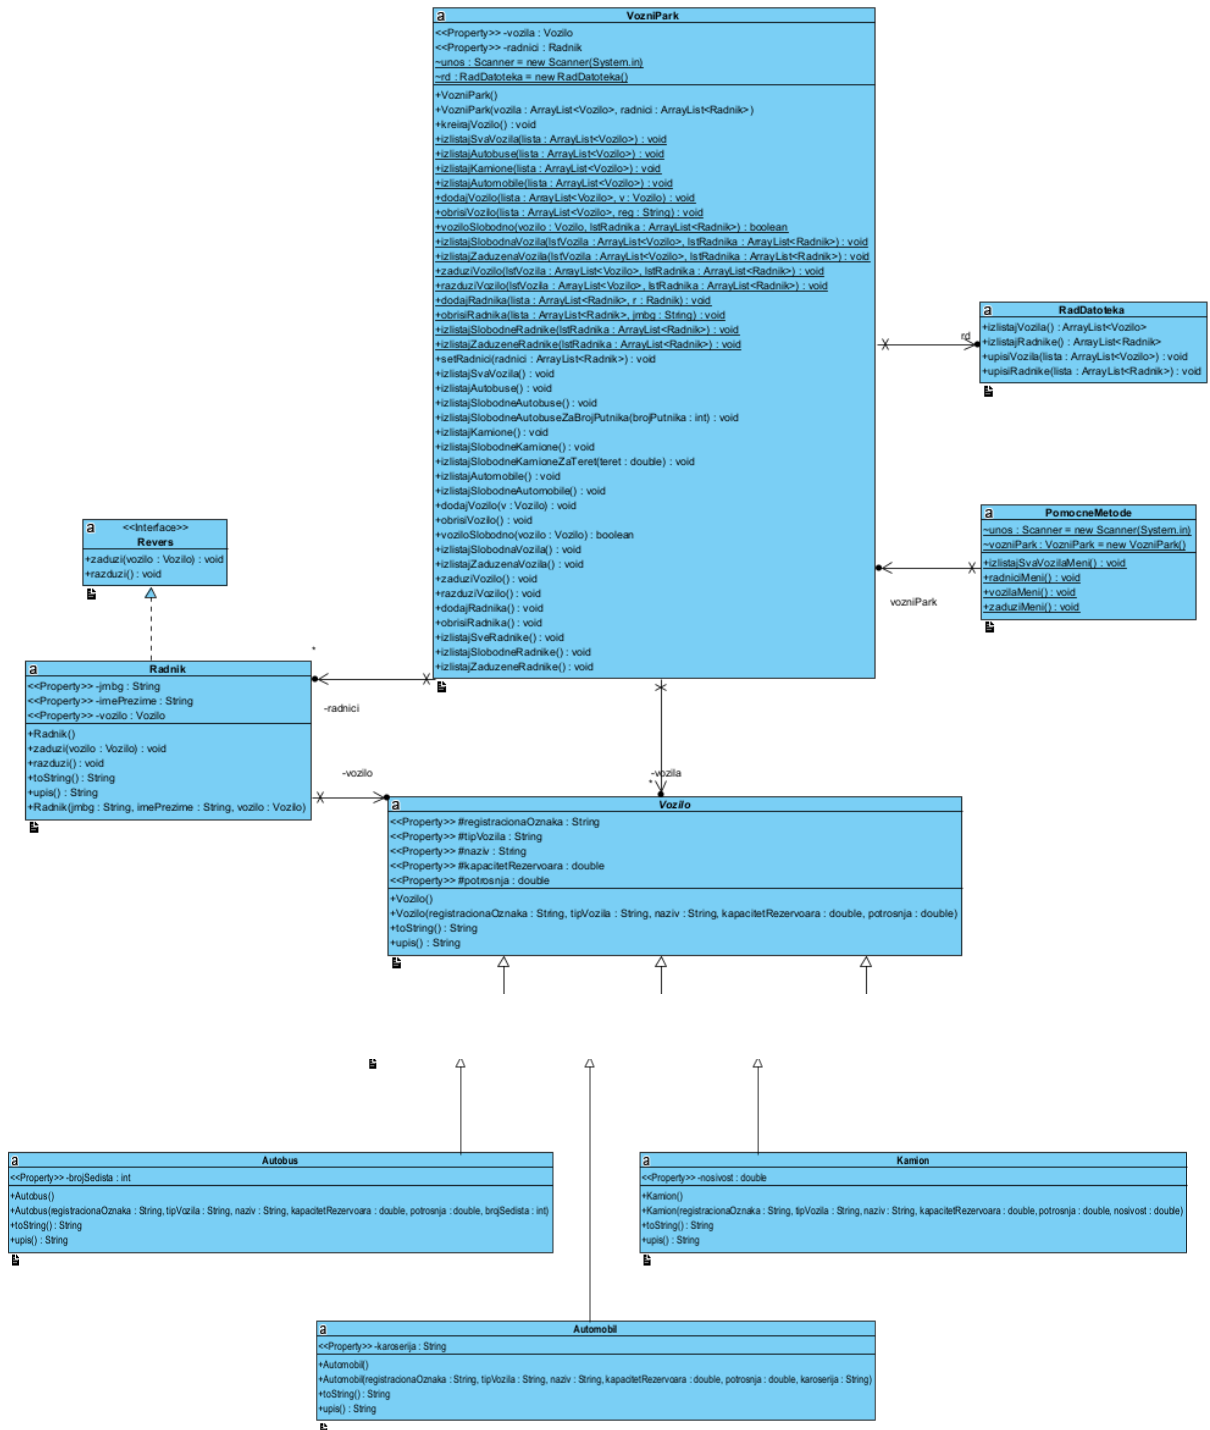 VozniPark
<<Property>> -vozila : Vozilo
<<Property>> -radnici : Radnik
~unos : Scanner = new Scanner(System.in)
~rd : RadDatoteka = new RadDatoteka()
+VozniPark()
+VozniPark(vozila : ArrayList<Vozilo>, radnici : ArrayList<Radnik>)
+kreirajVozilo() : void
+izlistajSvaVozila(lista : ArrayList<Vozilo>) : void
+izlistajAutobuse(lista : ArrayList<Vozilo>) : void
+izlistajKamione(lista : ArrayList<Vozilo>) : void
+izlistajAutomobile(lista : ArrayList<Vozilo>) : void
+dodajVozilo(lista : ArrayList<Vozilo>, v : Vozilo) : void
+obrisiVozilo(lista : ArrayList<Vozilo>, reg : String) : void
+voziloSlobodno(vozilo : Vozilo, lstRadnika : ArrayList<Radnik>) : boolean
+izlistajSlobodnaVozila(lstVozila : ArrayList<Vozilo>, lstRadnika : ArrayList<Radnik>) : void
+izlistajZaduzenaVozila(lstVozila : ArrayList<Vozilo>, lstRadnika : ArrayList<Radnik>) : void
+zaduziVozilo(lstVozila : ArrayList<Vozilo>, lstRadnika : ArrayList<Radnik>) : void
+razduziVozilo(lstVozila : ArrayList<Vozilo>, lstRadnika : ArrayList<Radnik>) : void
+dodajRadnika(lista : ArrayList<Radnik>, r : Radnik) : void
+obrisiRadnika(lista : ArrayList<Radnik>, jmbg : String) : void
+izlistajSlobodneRadnike(lstRadnika : ArrayList<Radnik>) : void
+izlistajZaduzeneRadnike(lstRadnika : ArrayList<Radnik>) : void
+setRadnici(radnici : ArrayList<Radnik>) : void
+izlistajSvaVozila() : void
+izlistajAutobuse() : void
+izlistajSlobodneAutobuse() : void
+izlistajSlobodneAutobuseZaBrojPutnika(brojPutnika : int) : void
+izlistajKamione() : void
+izlistajSlobodneKamione() : void
+izlistajSlobodneKamioneZaTeret(teret : double) : void
+izlistajAutomobile() : void
+izlistajSlobodneAutomobile() : void
+dodajVozilo(v : Vozilo) : void
+obrisiVozilo() : void
+voziloSlobodno(vozilo : Vozilo) : boolean
+izlistajSlobodnaVozila() : void
+izlistajZaduzenaVozila() : void
+zaduziVozilo() : void
+razduziVozilo() : void
+dodajRadnika() : void
+obrisiRadnika() : void
+izlistajSveRadnike() : void
+izlistajSlobodneRadnike() : void
+izlistajZaduzeneRadnike() : void
rd
RadDatoteka
+izlistajVozila() : ArrayList<Vozilo>
+izlistajRadnike() : ArrayList<Radnik>
+upisiVozila(lista : ArrayList<Vozilo>) : void
+upisiRadnike(lista : ArrayList<Radnik>) : void
PomocneMetode
~unos : Scanner = new Scanner(System.in)
~vozniPark : VozniPark = new VozniPark()
+izlistajSvaVozilaMeni() : void
+radniciMeni() : void
+vozilaMeni() : void
+zaduziMeni() : void
vozniPark
<<Interface>>
Revers
+zaduzi(vozilo : Vozilo) : void
+razduzi() : void
*
-radnici
Radnik
<<Property>> -jmbg : String
<<Property>> -imePrezime : String
<<Property>> -vozilo : Vozilo
+Radnik()
+zaduzi(vozilo : Vozilo) : void
+razduzi() : void
+toString() : String
+upis() : String
+Radnik(jmbg : String, imePrezime : String, vozilo : Vozilo)
-vozilo
-vozila
*
Vozilo
<<Property>> #registracionaOznaka : String
<<Property>> #tipVozila : String
<<Property>> #naziv : String
<<Property>> #kapacitetRezervoara : double
<<Property>> #potrosnja : double
+Vozilo()
+Vozilo(registracionaOznaka : String, tipVozila : String, naziv : String, kapacitetRezervoara : double, potrosnja : double)
+toString() : String
+upis() : String
Autobus
<<Property>> -brojSedista : int
+Autobus()
+Autobus(registracionaOznaka : String, tipVozila : String, naziv : String, kapacitetRezervoara : double, potrosnja : double, brojSedista : int)
+toString() : String
+upis() : String
Kamion
<<Property>> -nosivost : double
+Kamion()
+Kamion(registracionaOznaka : String, tipVozila : String, naziv : String, kapacitetRezervoara : double, potrosnja : double, nosivost : double)
+toString() : String
+upis() : String
Automobil
<<Property>> -karoserija : String
+Automobil()
+Automobil(registracionaOznaka : String, tipVozila : String, naziv : String, kapacitetRezervoara : double, potrosnja : double, karoserija : String)
+toString() : String
+upis() : String